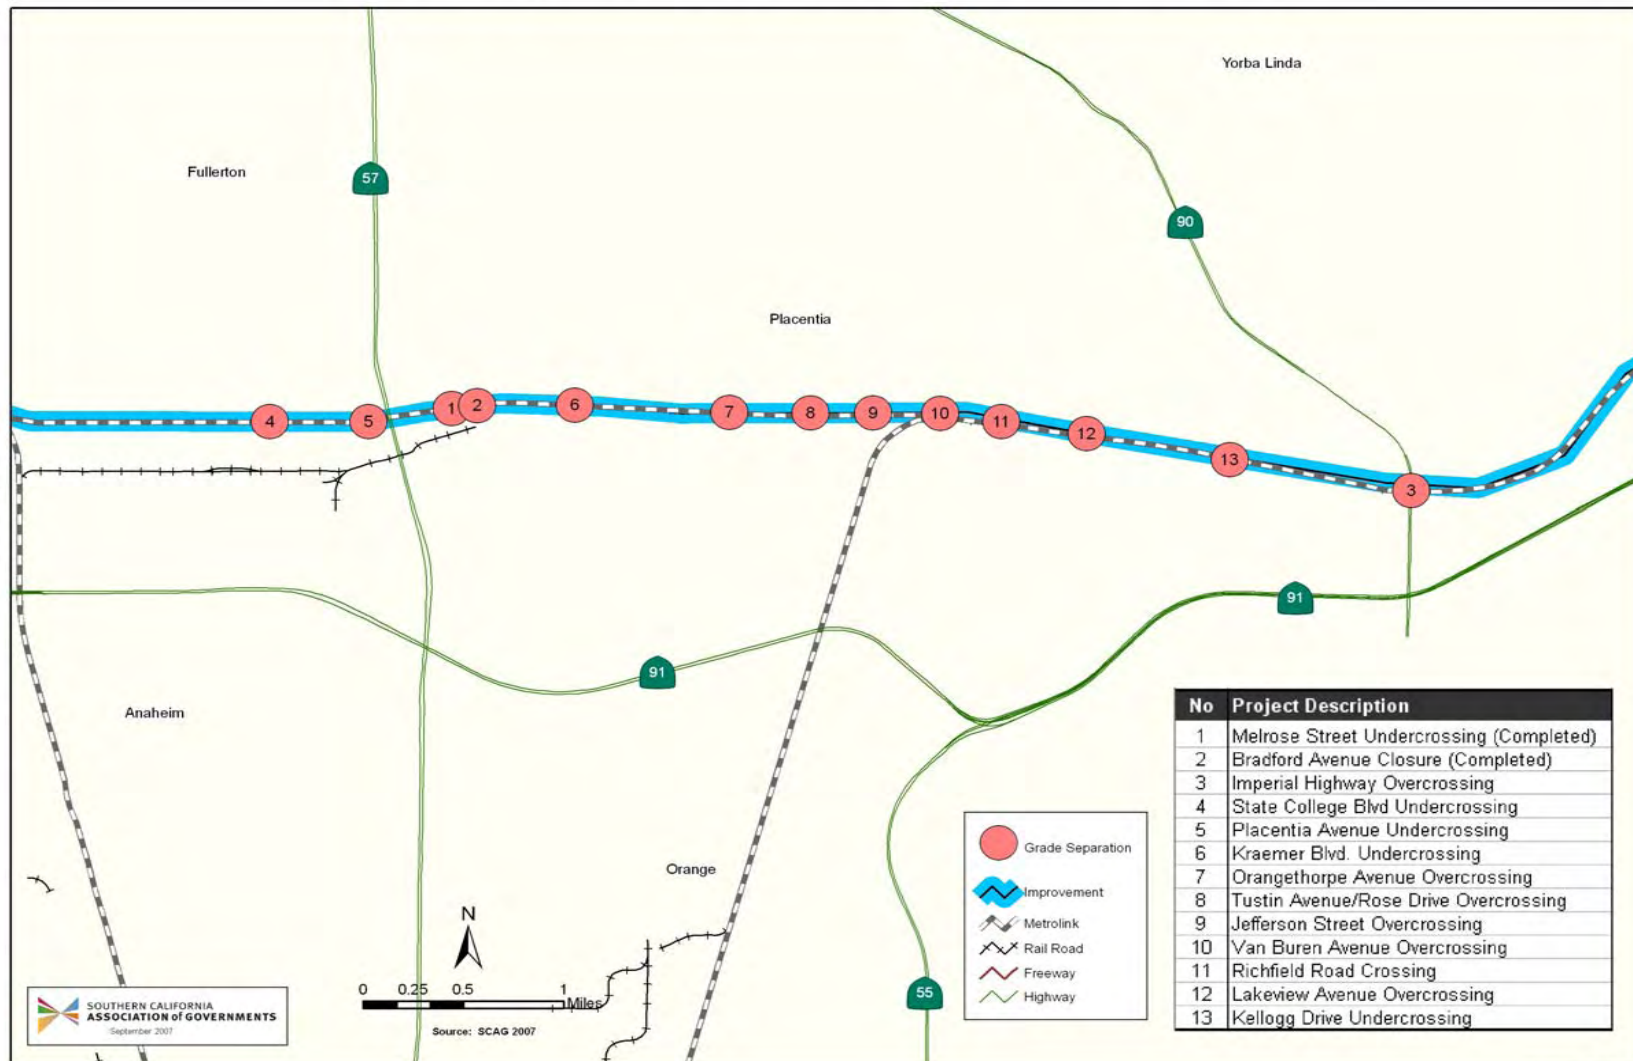 Yorba Linda
Fullerton
57
90
Placentia
4
5
1
2
6
7
8
9
10
11
12
13
3
91
91
Anaheim
Orange
55
No Project Description
1 Melrose Street Undercrossing (Completed)
2 Bradford Avenue Closure (Completed)
3 Imperial Highway Overcrossing
4 State College Blvd Undercrossing
5 Placentia Avenue Undercrossing
6 Kraemer Blvd. Undercrossing
7 Orangethorpe Avenue Overcrossing
8 Tustin Avenue/Rose Drive Overcrossing
9 Jefferson Street Overcrossing
10 Van Buren Avenue Overcrossing
11 Richfield Road Crossing
12 Lakeview Avenue Overcrossing
13 Kellogg Drive Undercrossing
Grade Separation
Improvement
Metrolink
Rail Road
Freeway
Highway
N
0 0.25 0.5 1
Miles
Source: SCAG 2007
SOUTHERN CALIFORNIA
ASSOCIATION of GOVERNMENTS
September 2007